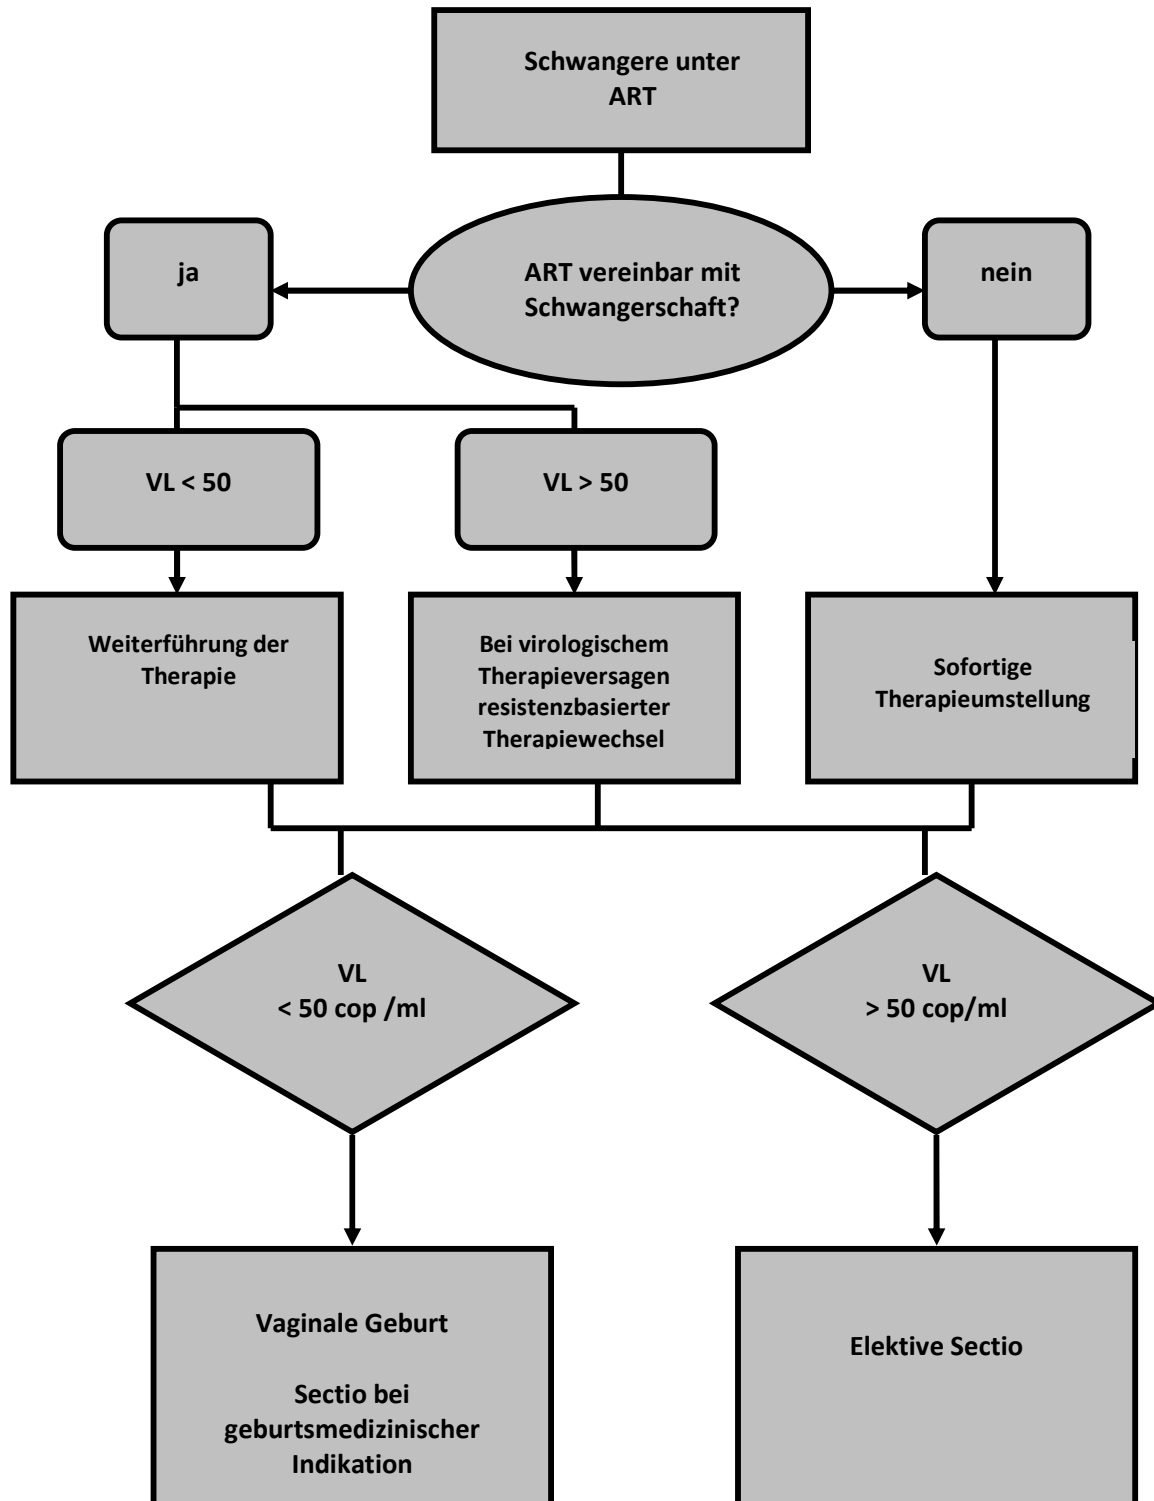 Schwangere unter
ART
ja
ART vereinbar mit
Schwangerschaft?
nein
VL < 50
VL > 50
Weiterführung der
Therapie
Bei virologischem
Therapieversagen
resistenzbasierter
Therapiewechsel
Sofortige
Therapieumstellung
VL
< 50 cop /ml
VL
> 50 cop/ml
Vaginale Geburt
Sectio bei
geburtsmedizinischer
Indikation
Elektive Sectio